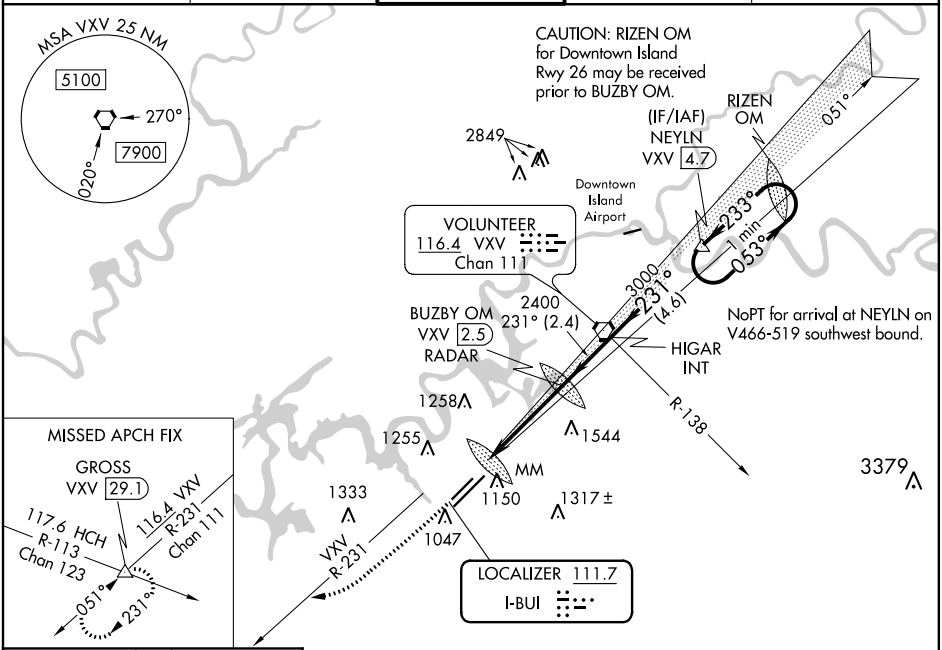 MSA VXV 25 NM
5100
270°
7900
020°
CAUTION: RIZEN OM
for Downtown Island
Rwy 26 may be received
prior to BUZBY OM.
(IF/IAF)
NEYLN
VXV 4.7
RIZEN
OM
051°
2849
Downtown
Island
Airport
233°
1 min
053°
VOLUNTEER
116.4 VXV
Chan 111
3000
231°
(4.6)
2400
231° (2.4)
BUZBY OM
VXV 2.5
RADAR
NoPT for arrival at NEYLN on
V466-519 southwest bound.
HIGAR
INT
R-138
1258
1255
1544
MM
3379
1150
1317 ±
1333
1047
VXV
R-231
MISSED APCH FIX
GROSS
VXV 29.1
117.6 HCH
R-113
Chan 123
116.4 VXV
R-231
Chan 111
051°
231°
LOCALIZER 111.7
I-BUI